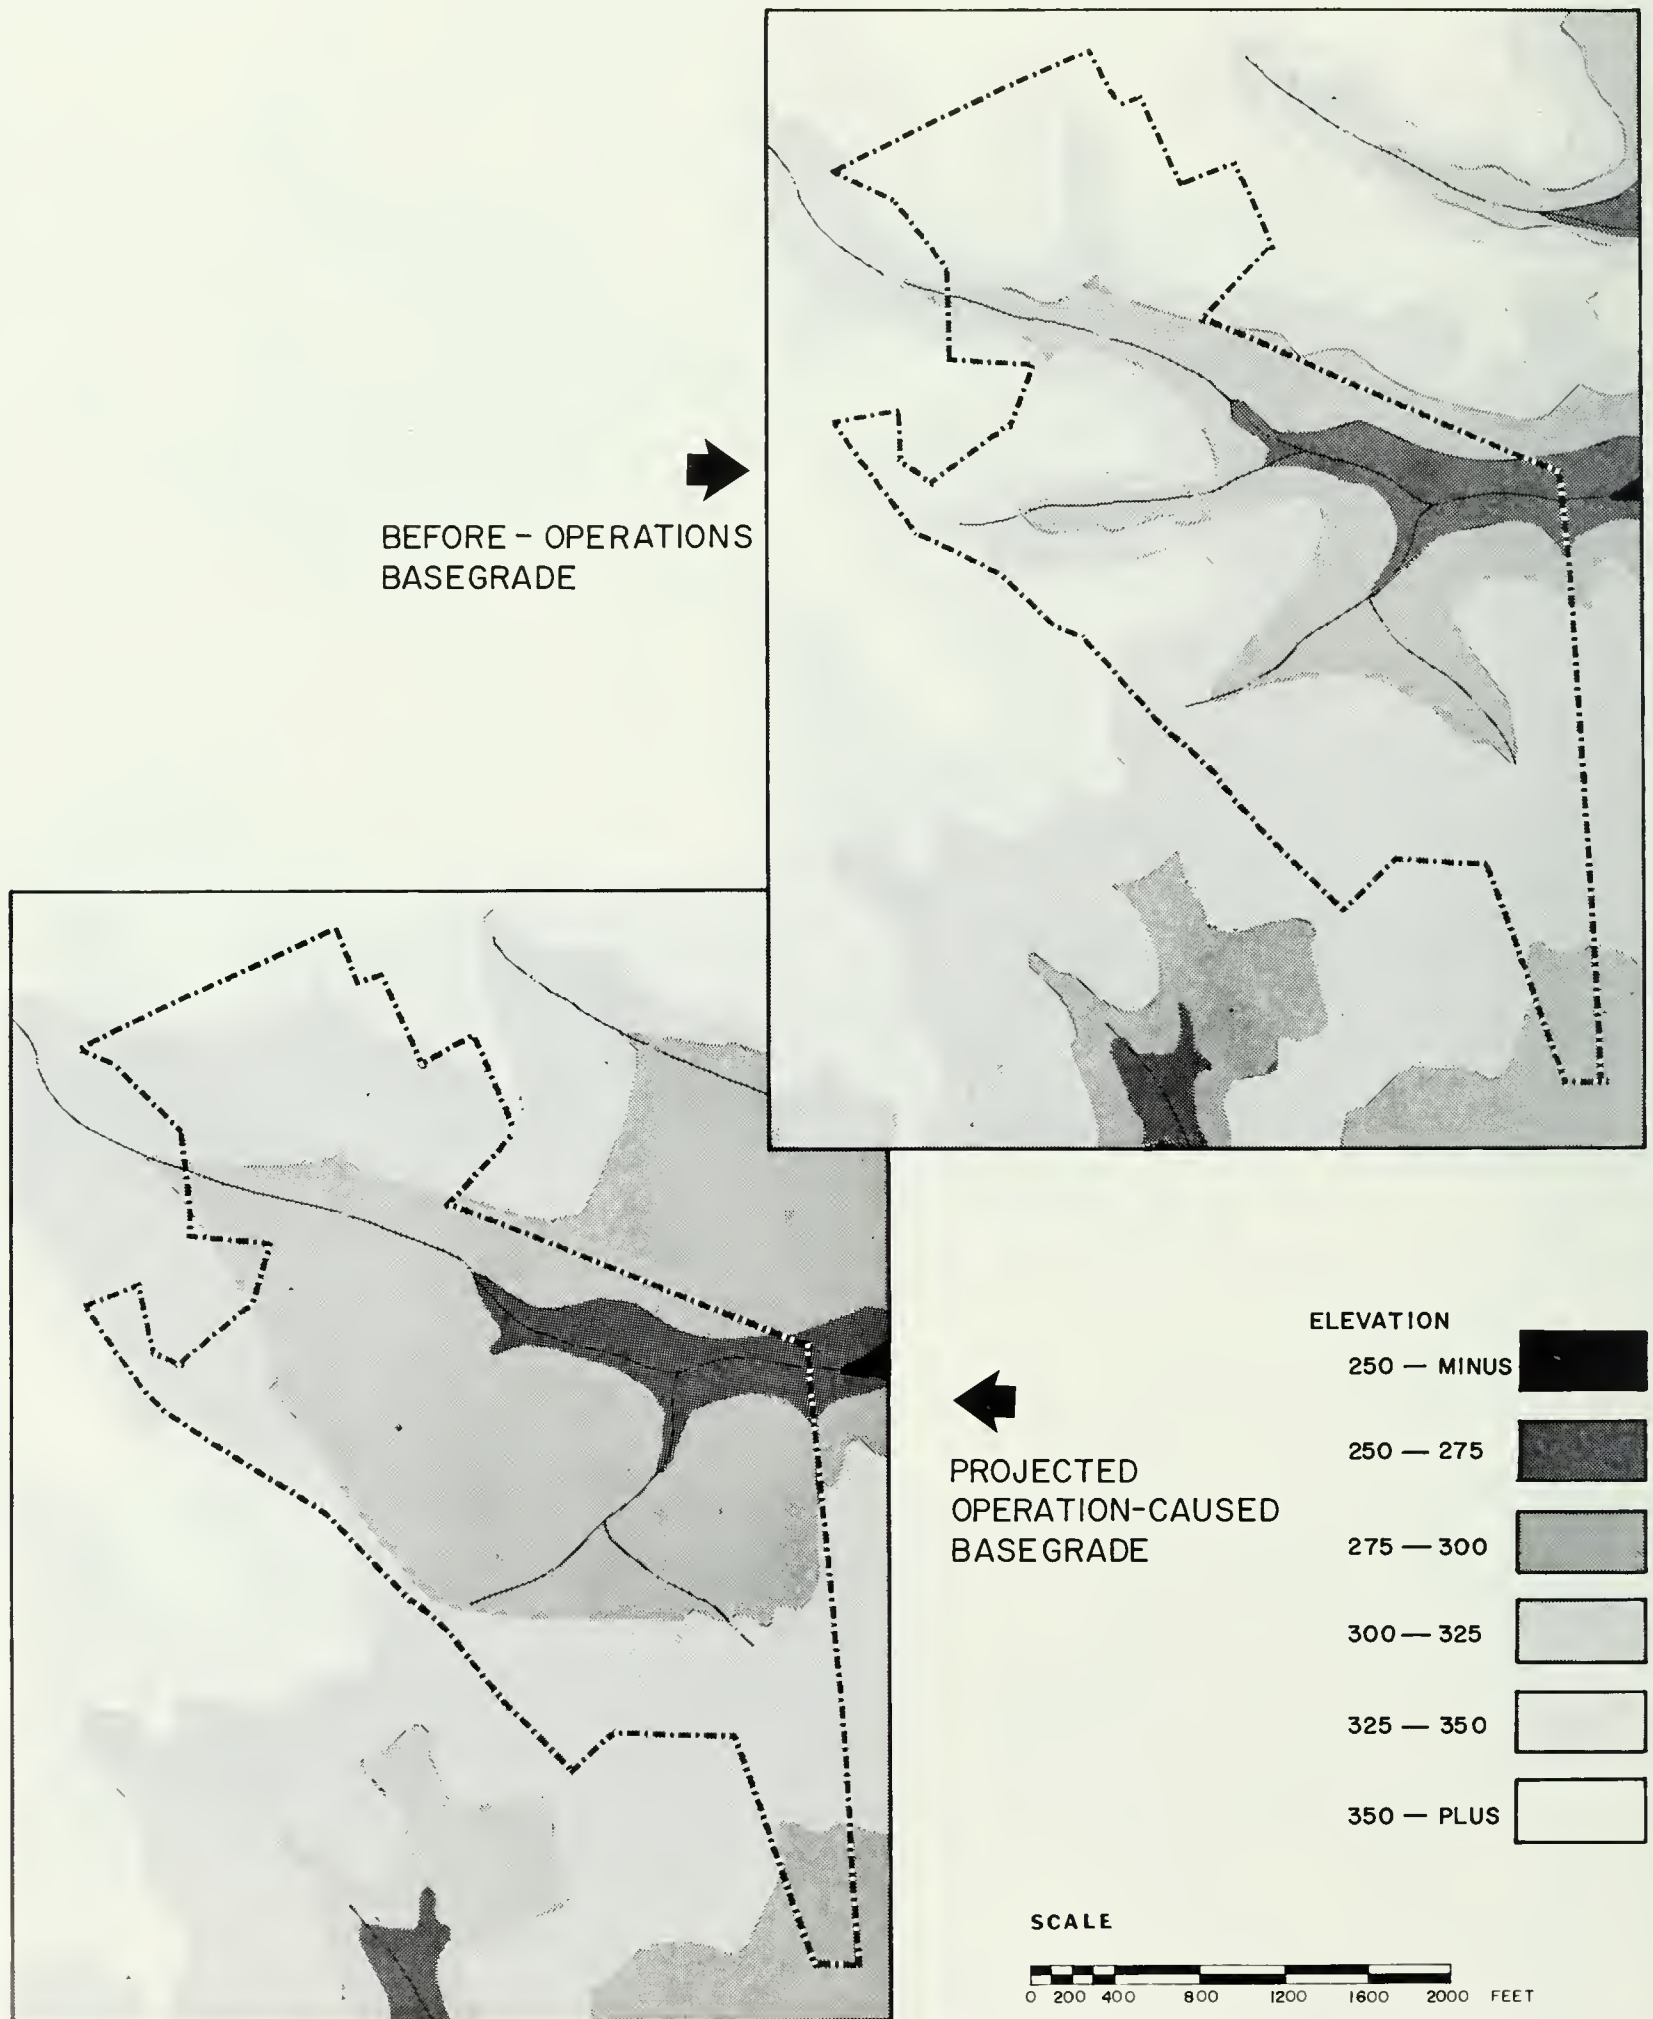 BEFORE - OPERATIONS
BASEGRADE
ELEVATION
250 — MINUS
250 — 275
PROJECTED
OPERATION-CAUSED
BASEGRADE
275 — 300
300 — 325
325 — 350
350 — PLUS
SCALE
0 200 400 800 1200 1600 2000 FEET